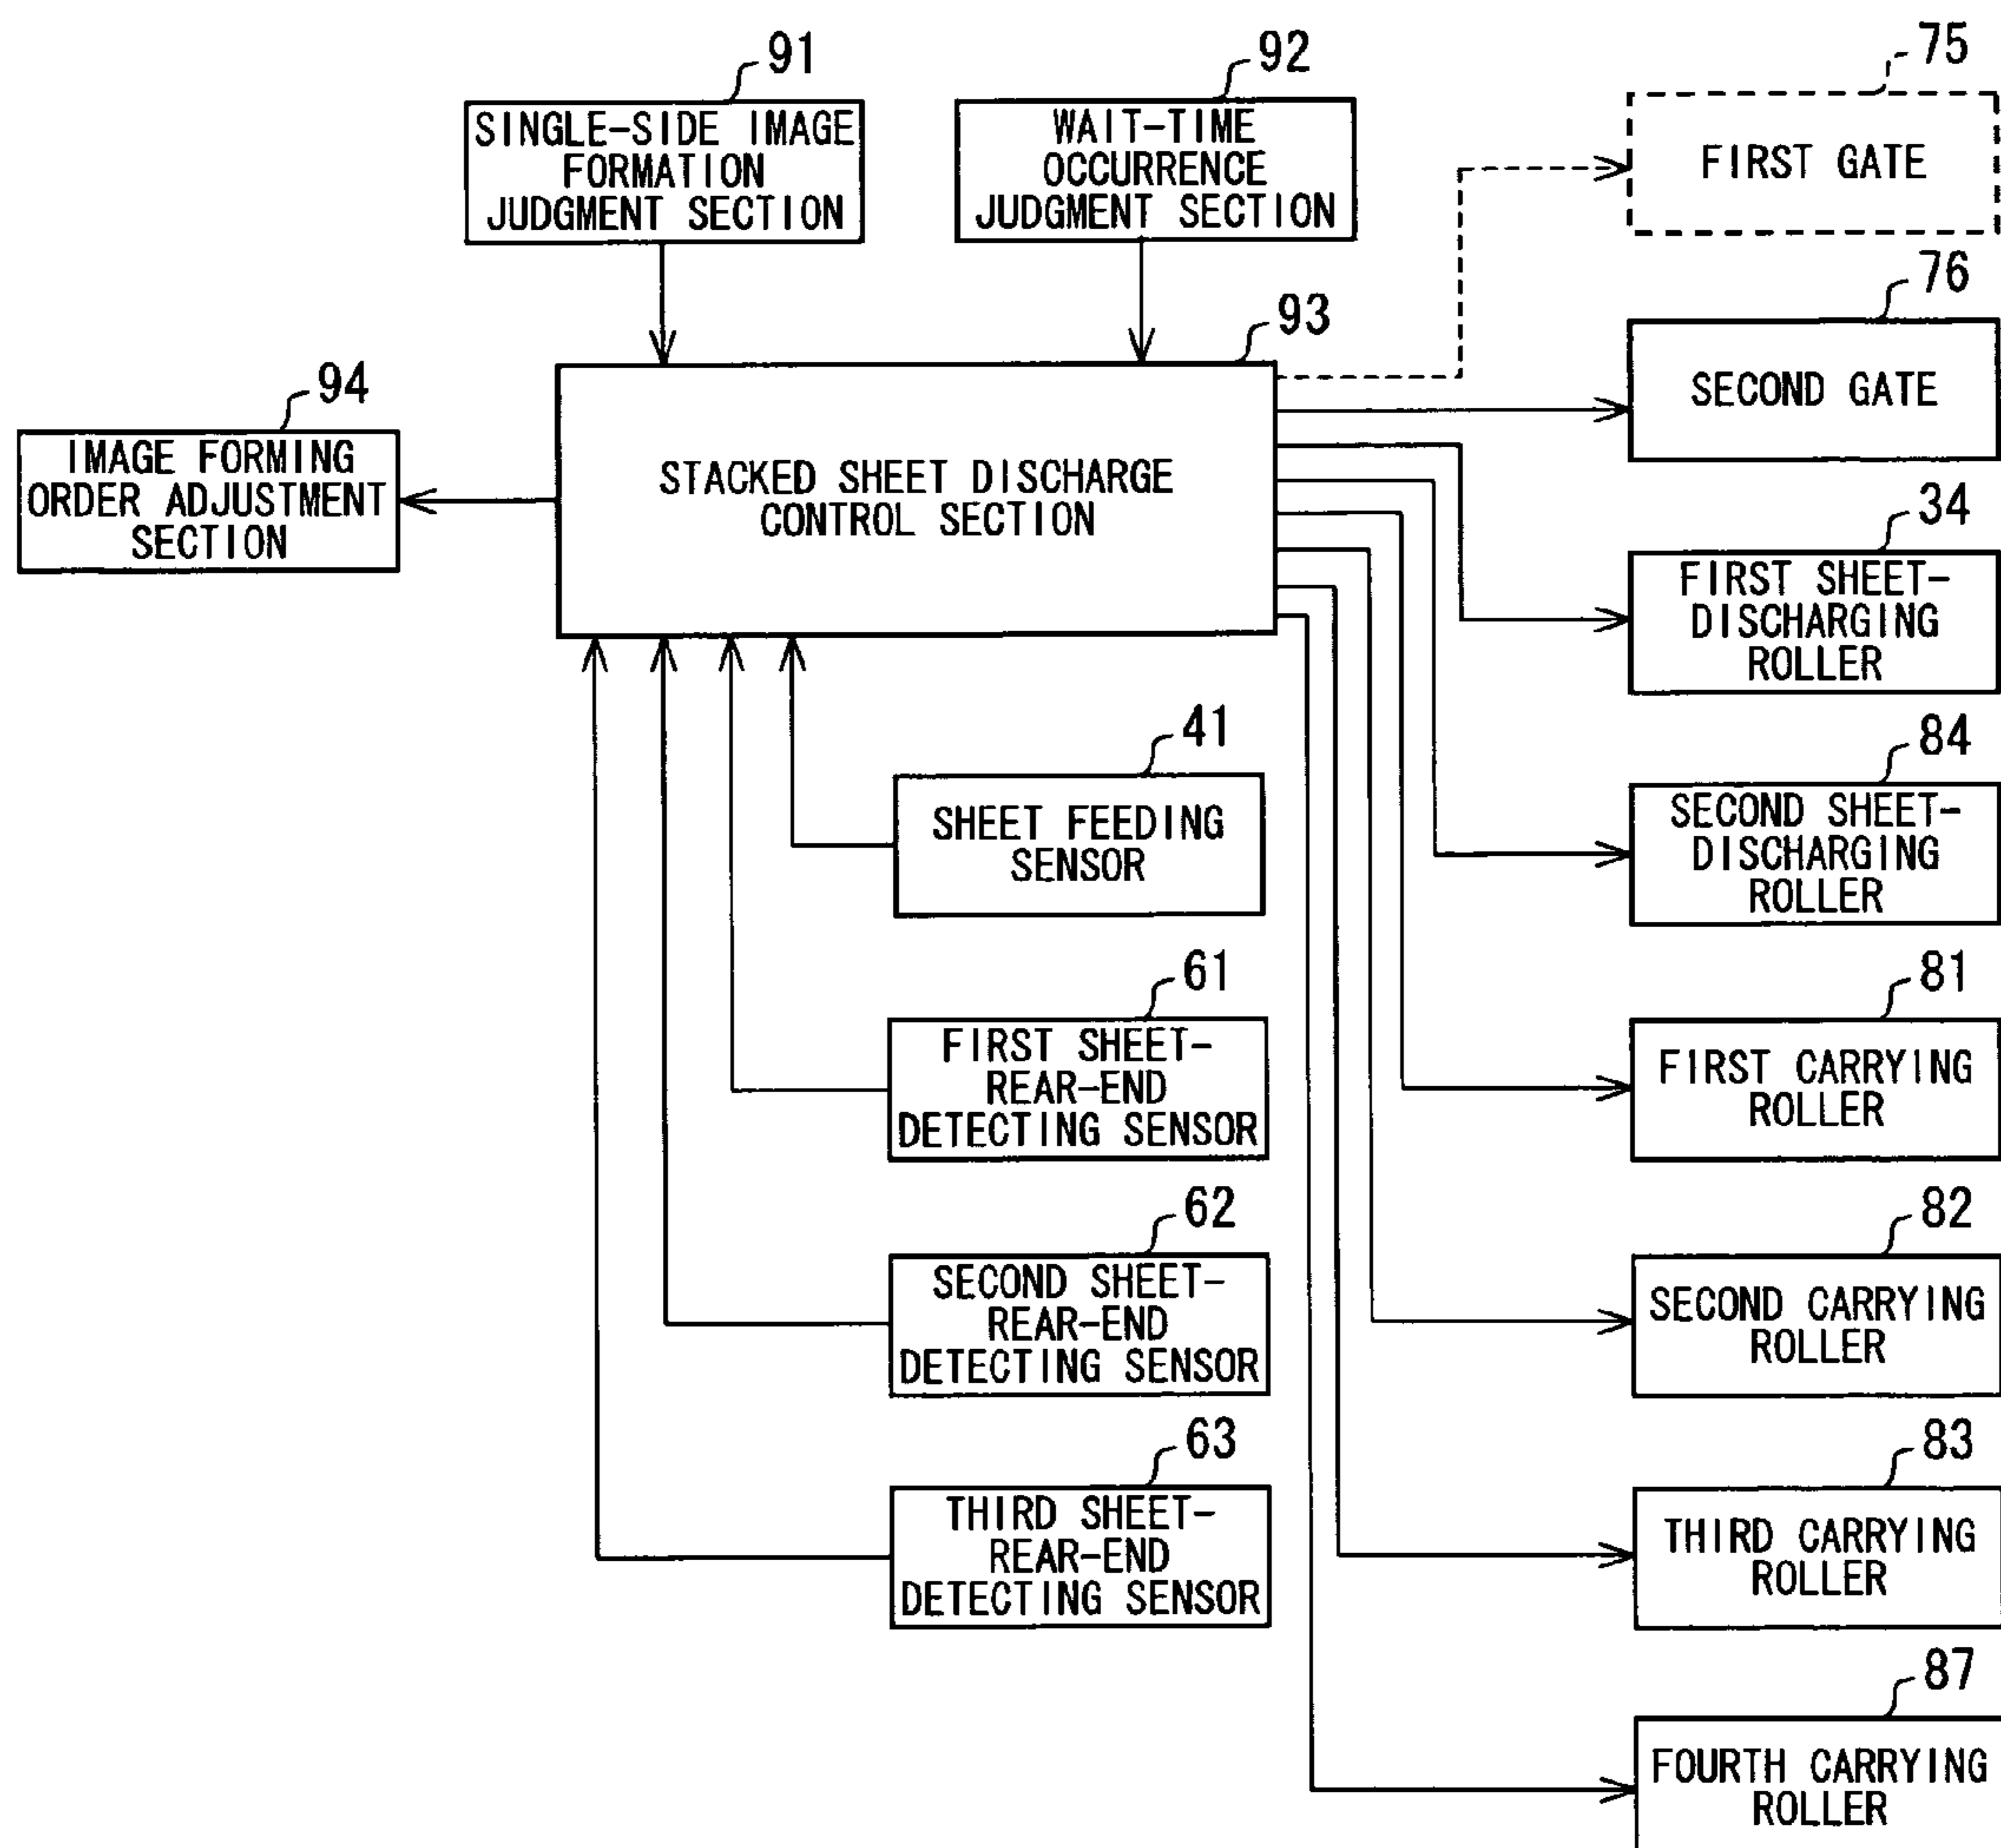 91
SINGLE-SIDE IMAGE
FORMATION
JUDGMENT SECTION
92
WAIT-TIME
OCCURRENCE
JUDGMENT SECTION
75
FIRST GATE
76
SECOND GATE
93
STACKED SHEET DISCHARGE
CONTROL SECTION
94
IMAGE FORMING
ORDER ADJUSTMENT
SECTION
34
FIRST SHEET-
DISCHARGING
ROLLER
41
SHEET FEEDING
SENSOR
84
SECOND SHEET-
DISCHARGING
ROLLER
61
FIRST SHEET-
REAR-END
DETECTING SENSOR
81
FIRST CARRYING
ROLLER
62
SECOND SHEET-
REAR-END
DETECTING SENSOR
82
SECOND CARRYING
ROLLER
63
THIRD SHEET-
REAR-END
DETECTING SENSOR
83
THIRD CARRYING
ROLLER
87
FOURTH CARRYING
ROLLER